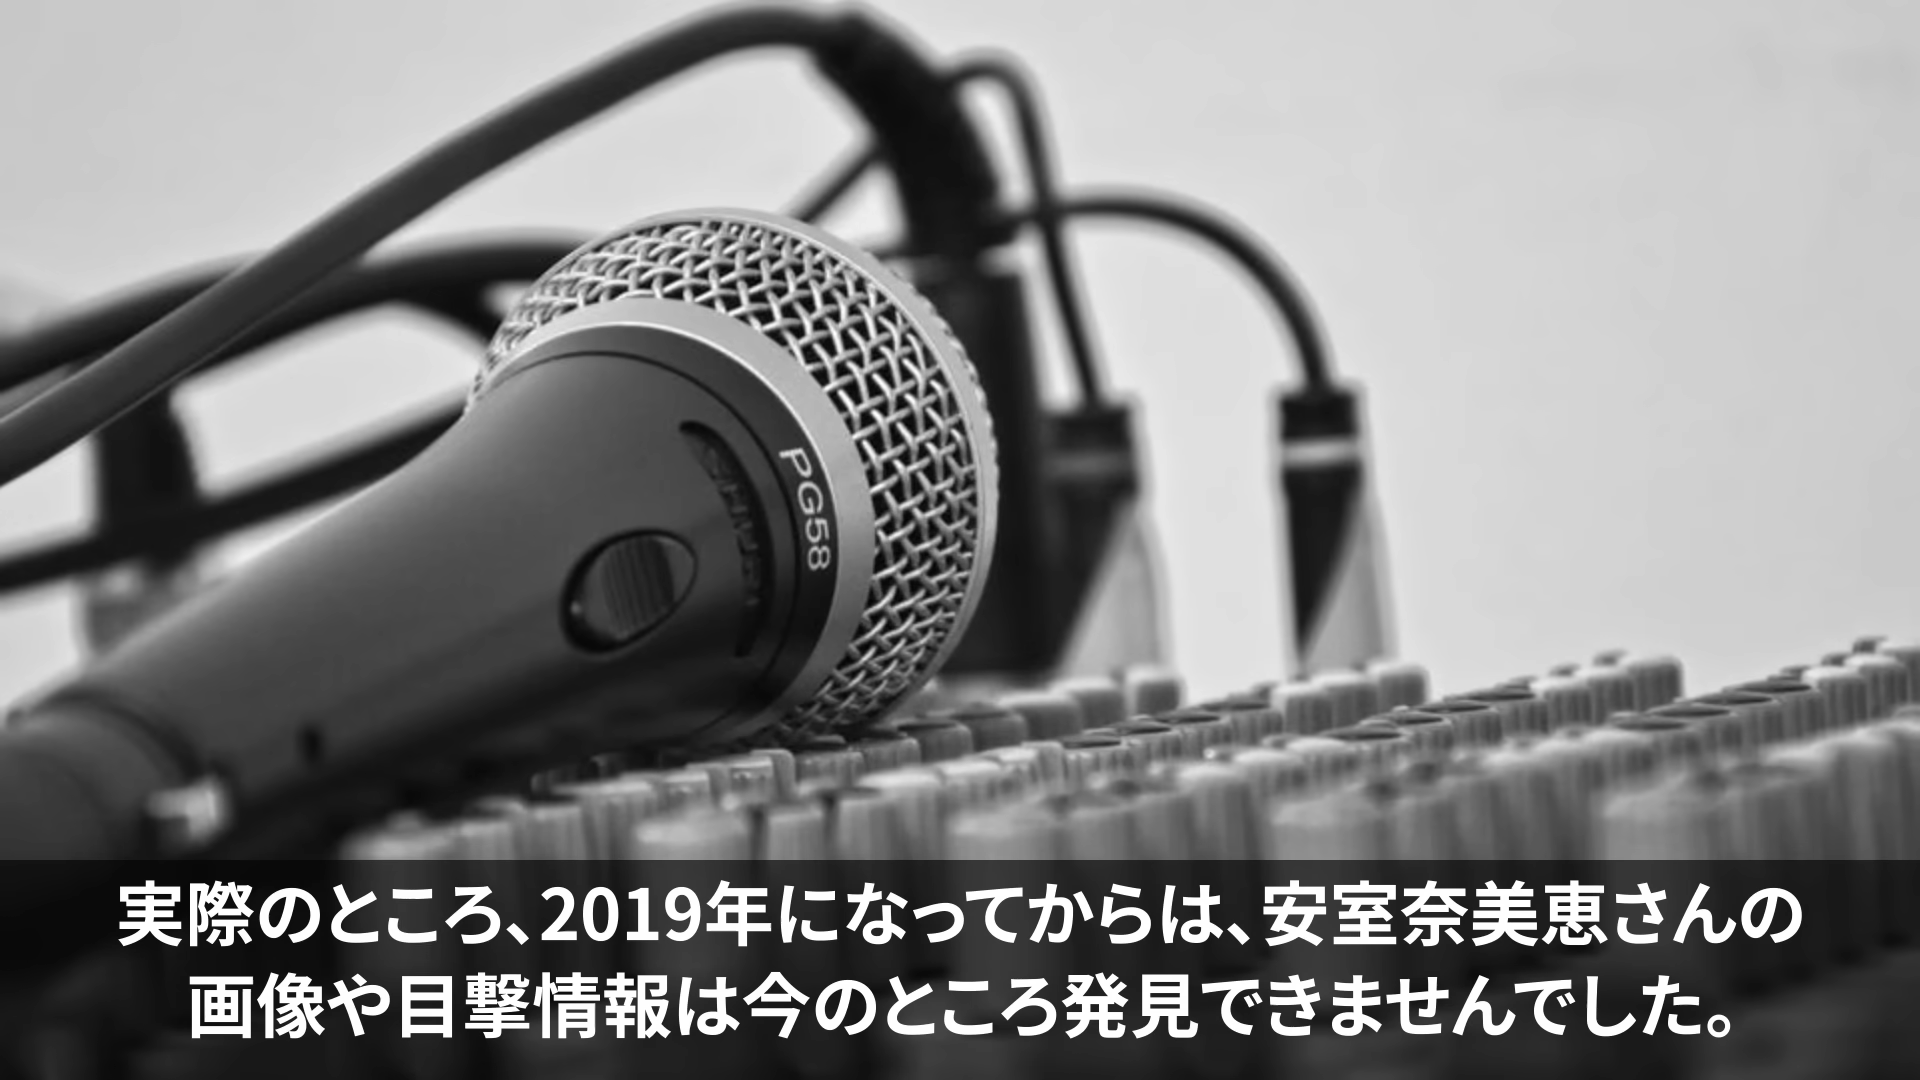 PG58
SHURE
実際のところ、2019年になってからは、安室奈美恵さんの
画像や目撃情報は今のところ発見できませんでした。